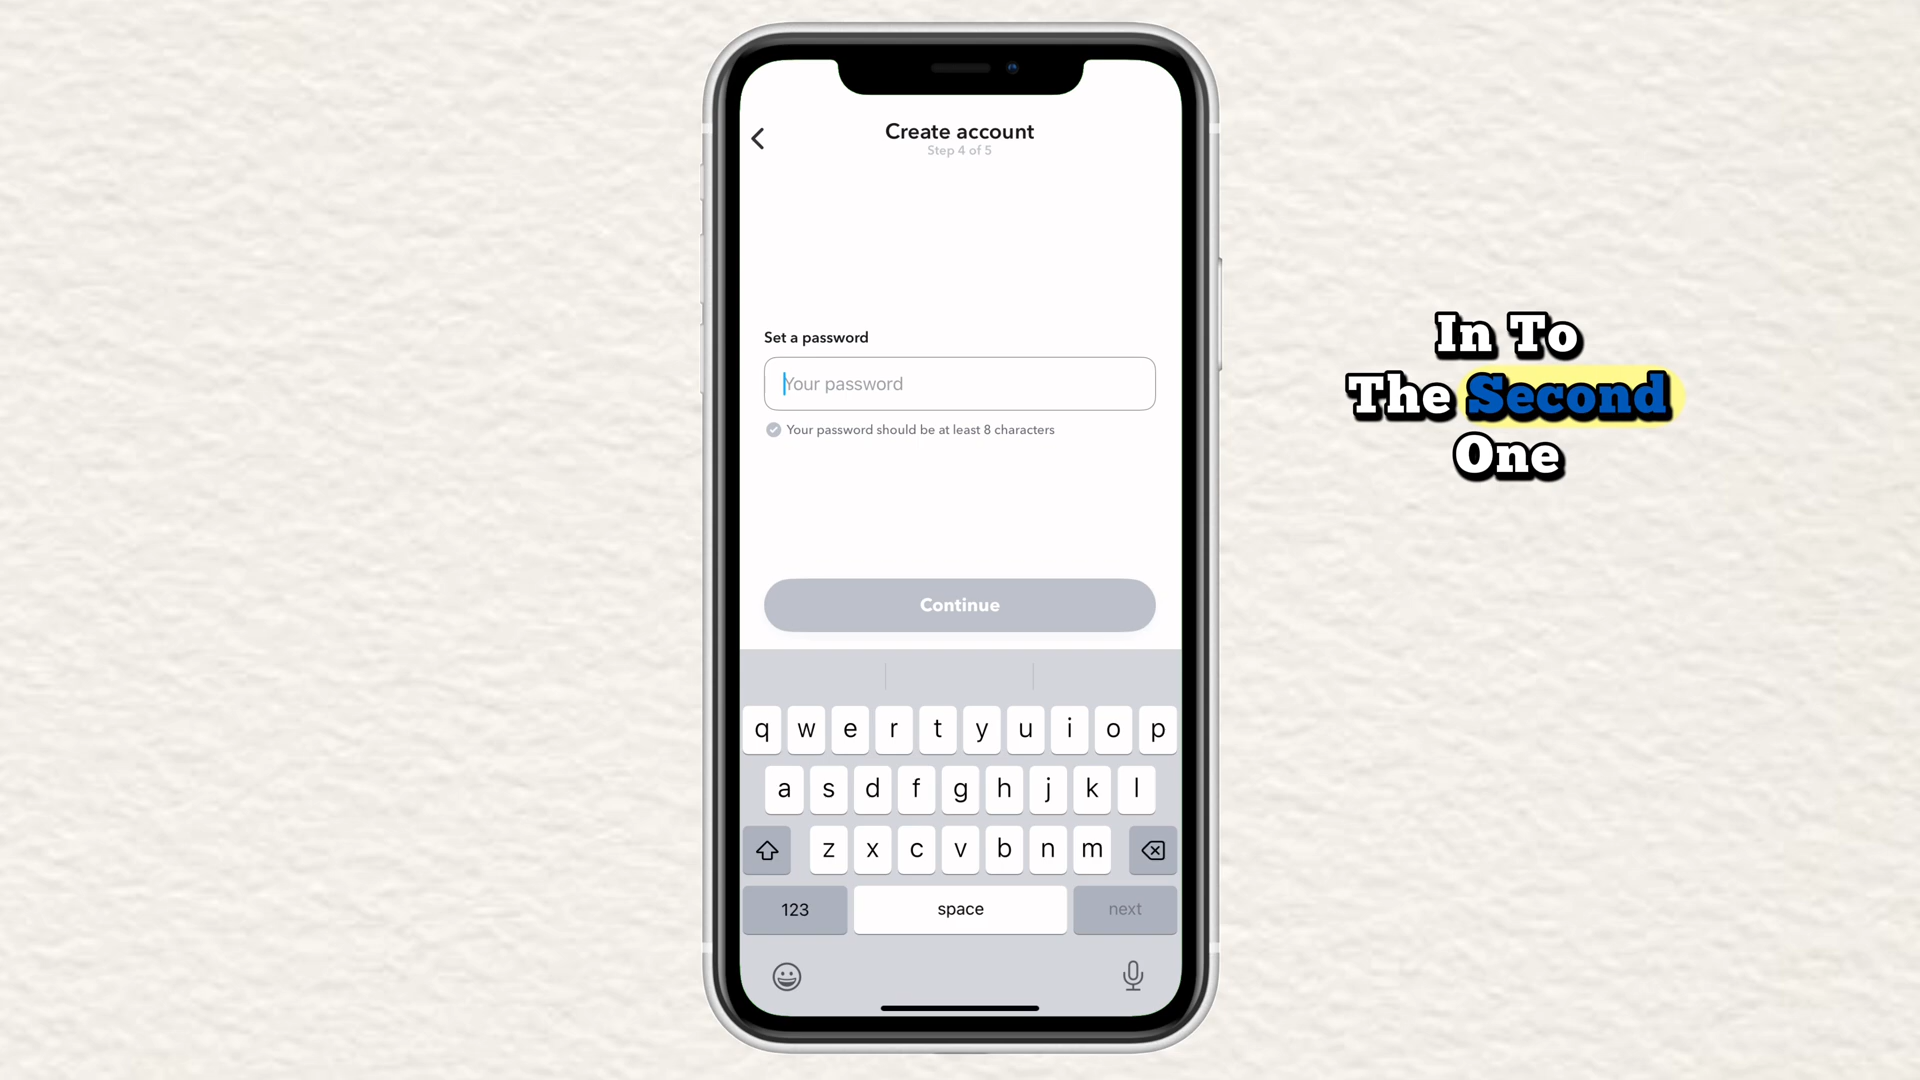 Create account
Step 4 of 5
Set a password
Your password
Your password should be at least 8 characters
Continue
q w e r t y u i o p
a s d f g h j k l
z x c v b n m
123 space next
In To
The Second
One